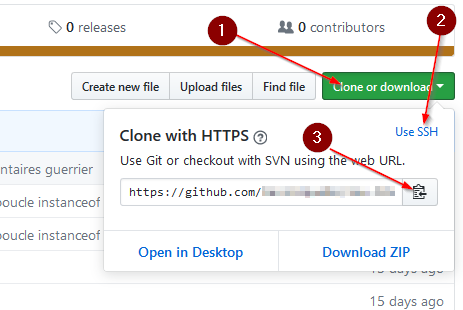 0 releases
0 contributors
1
2
Create new file
Upload files
Find file
Clone or download
Clone with HTTPS
Use SSH
Use Git or checkout with SVN using the web URL.
3
https://github.com/
Open in Desktop
Download ZIP
ntaires guerrier
boucle instanceof
boucle instanceof
15 days ago
15 days ago